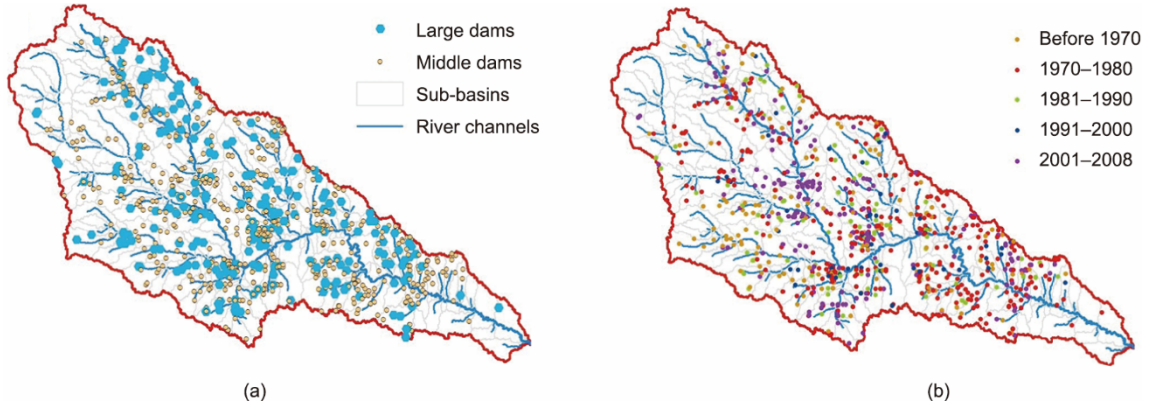 Large dams
Middle dams
Sub-basins
River channels
(a)
Before 1970
1970–1980
1981–1990
1991–2000
2001–2008
(b)